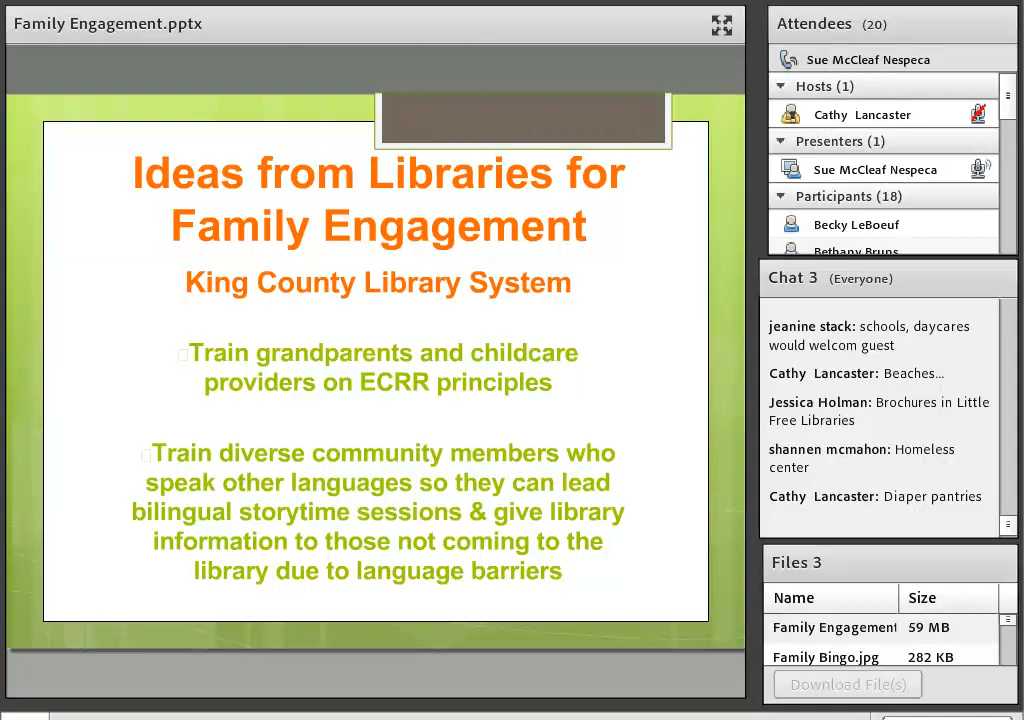 Family Engagement.pptx
Ideas from Libraries for
Family Engagement
King County Library System
Train grandparents and childcare
providers on ECRR principles
Train diverse community members who
speak other languages so they can lead
bilingual storytime sessions & give library
information to those not coming to the
library due to language barriers
Attendees (20)
Sue McCleaf Nespeca
Hosts (1)
Cathy Lancaster
Presenters (1)
Sue McCleaf Nespeca
Participants (18)
Becky LeBoeuf
Bethany Bruns
Chat 3 (Everyone)
jeanine stack: schools, daycares
would welcom guest
Cathy Lancaster: Beaches...
Jessica Holman: Brochures in Little
Free Libraries
shannen mcmahon: Homeless
center
Cathy Lancaster: Diaper pantries
Files 3
Name Size
Family Engagement 59 MB
Family Bingo.jpg 282 KB
Download File(s)